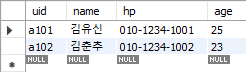 uid name hp age
a101 김유신 010-1234-1001 25
a102 김춘추 010-1234-1002 23
NULL NULL NULL NULL